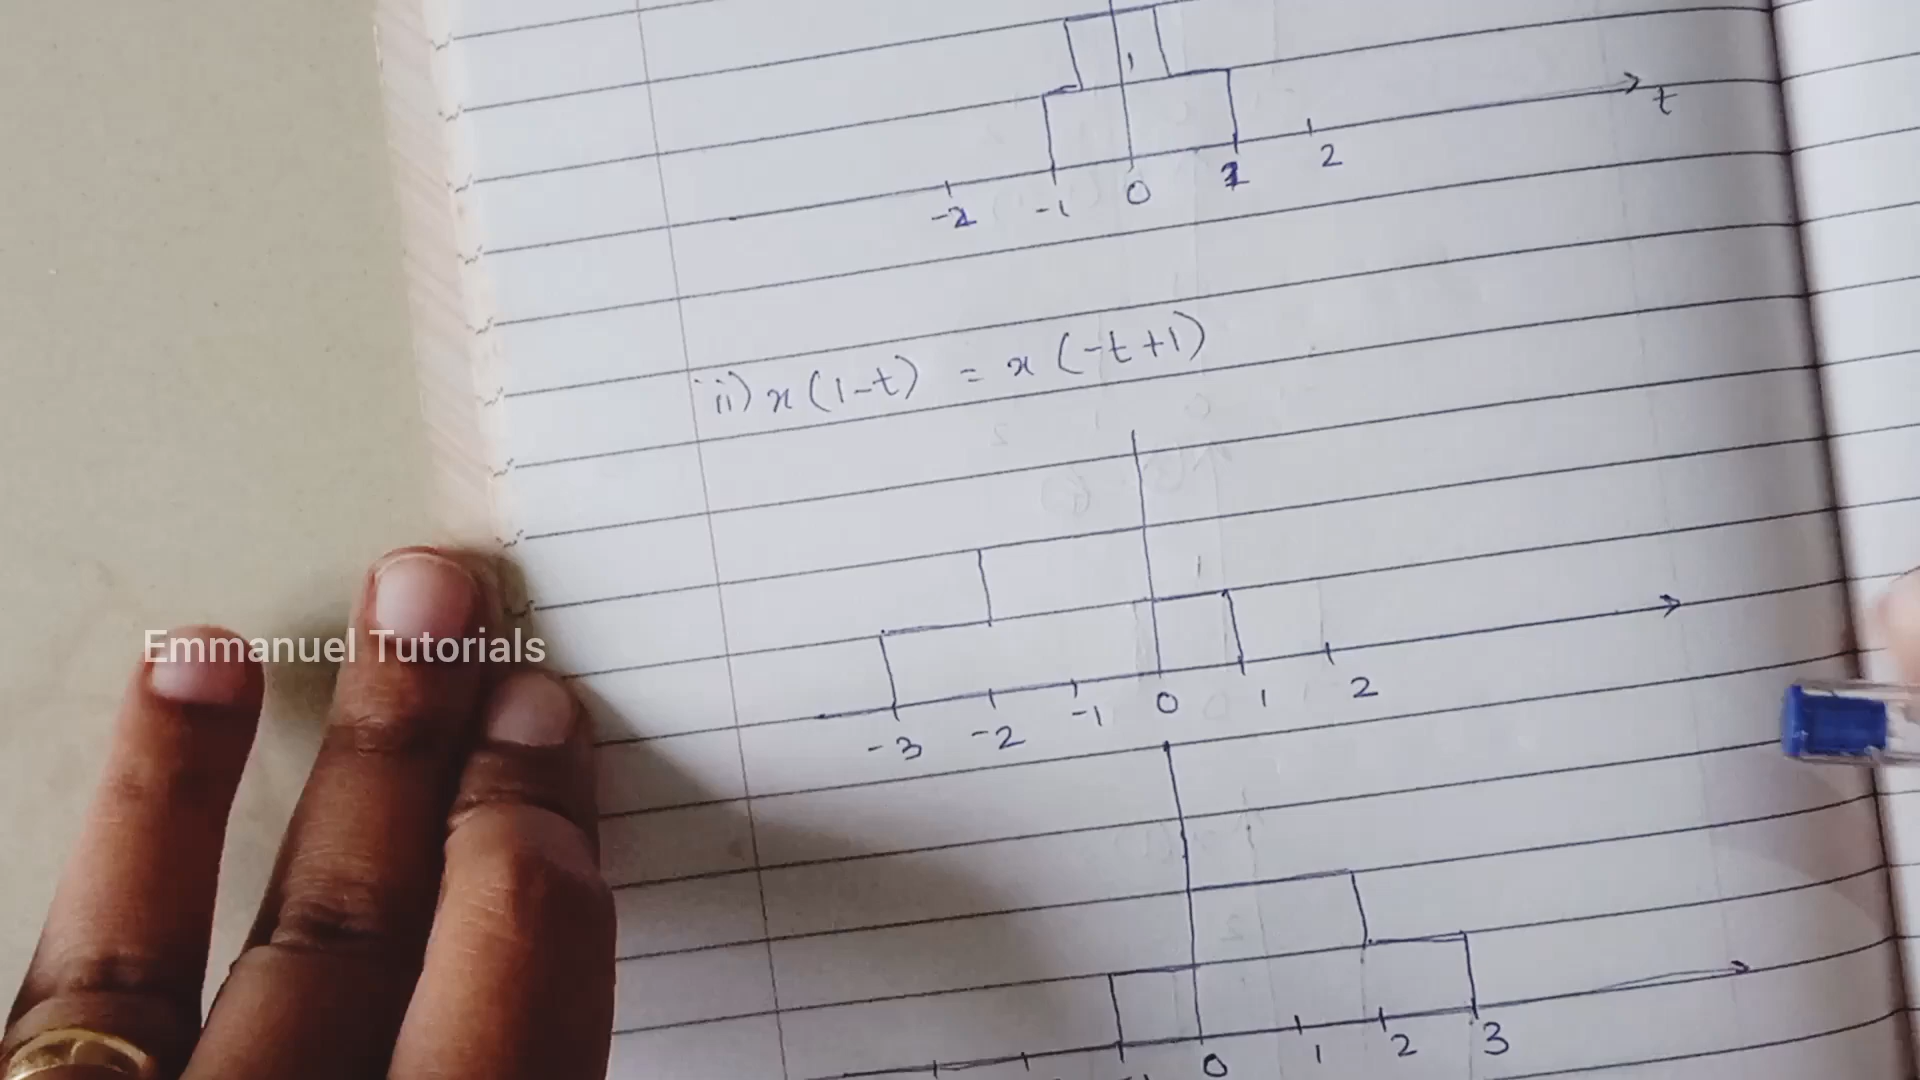 1
t
-2 -1 0 1 2
ii) x(1-t) = x(-t+1)
-3 -2 -1 0 1 2
Emmanuel Tutorials
0 1 2 3